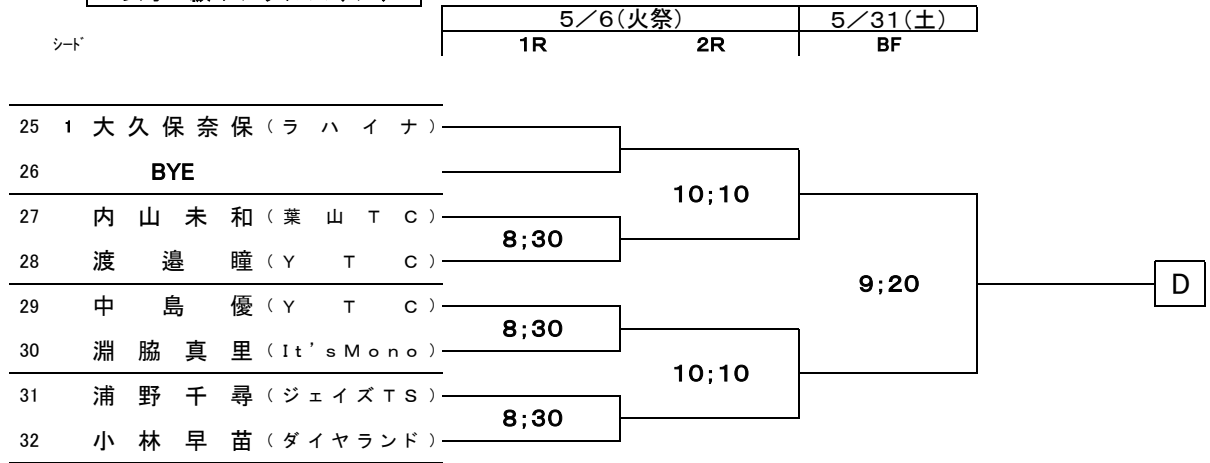 5/6(火祭) 5/31(土)
シード 1R 2R BF
25 1 大久保奈保(ラハイナ)
26 BYE
10;10
27 内山未和(葉山TC)
8;30
28 渡邉瞳(YTC)
9;20 D
29 中島優(YTC)
8;30
30 淵脇真里(It'sMono)
10;10
31 浦野千尋(ジェイズTS)
8;30
32 小林早苗(ダイヤランド)